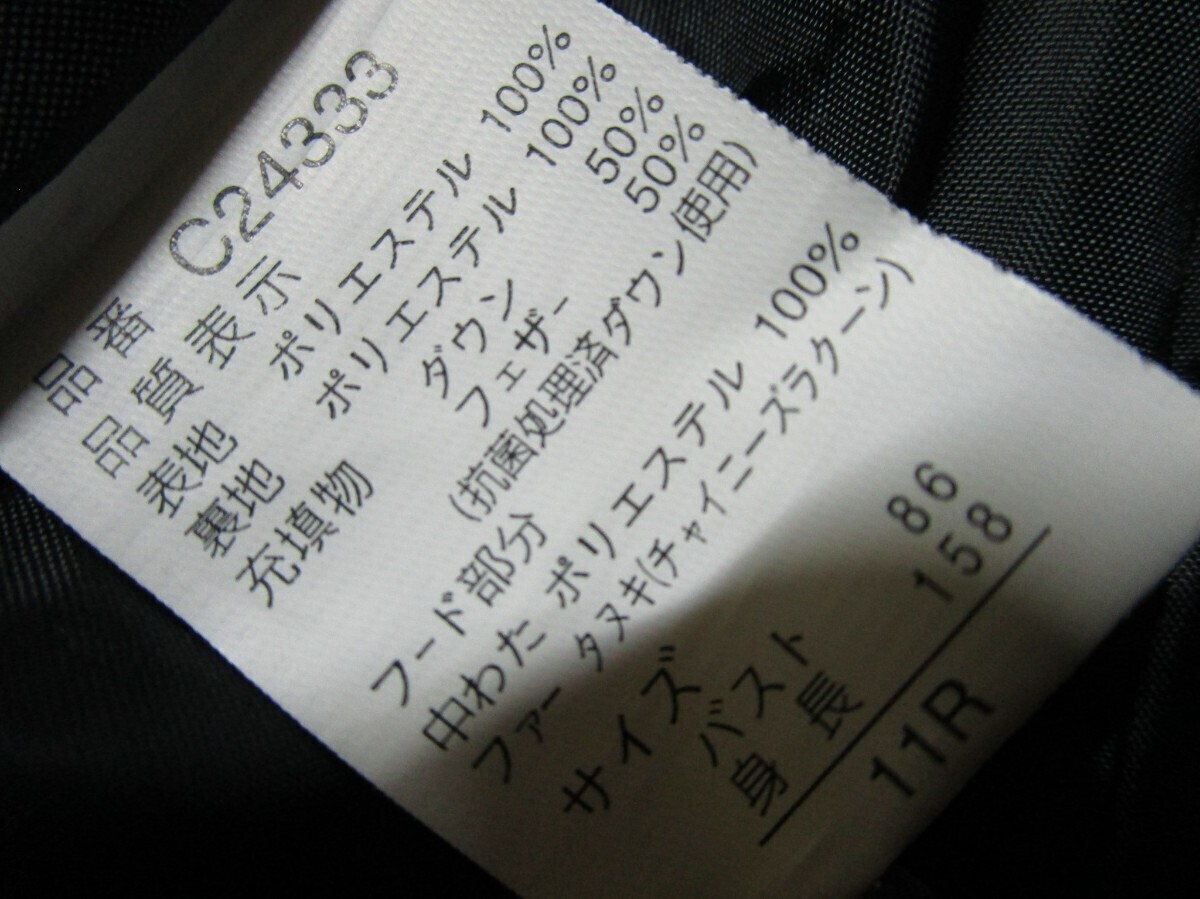 品番 C24333
品質表示
表地 ポリエステル 100%
裏地 ポリエステル 100%
充填物 ダウン 50%
フェザー 50%
(抗菌処理済ダウン使用)
フード部分
中わた ポリエステル 100%
ファー タヌキ(チャイニーズラクーン)
サイズ
バスト 86
身長 158
11R